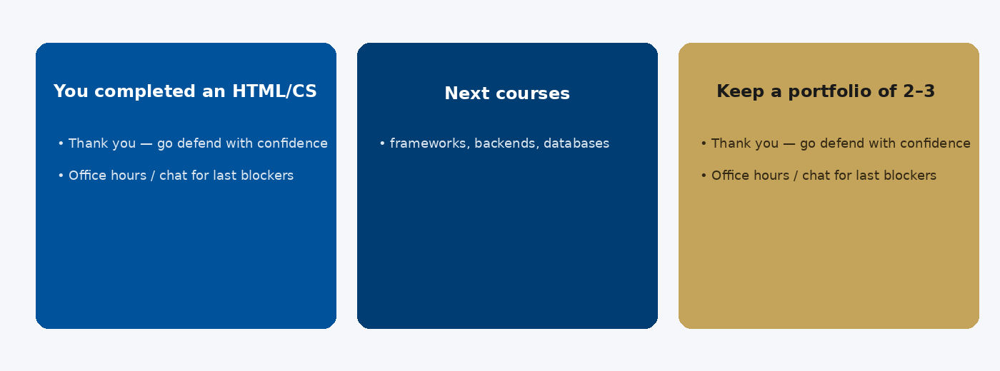 You completed an HTML/CS
• Thank you — go defend with confidence
• Office hours / chat for last blockers
Next courses
• frameworks, backends, databases
Keep a portfolio of 2–3
• Thank you — go defend with confidence
• Office hours / chat for last blockers